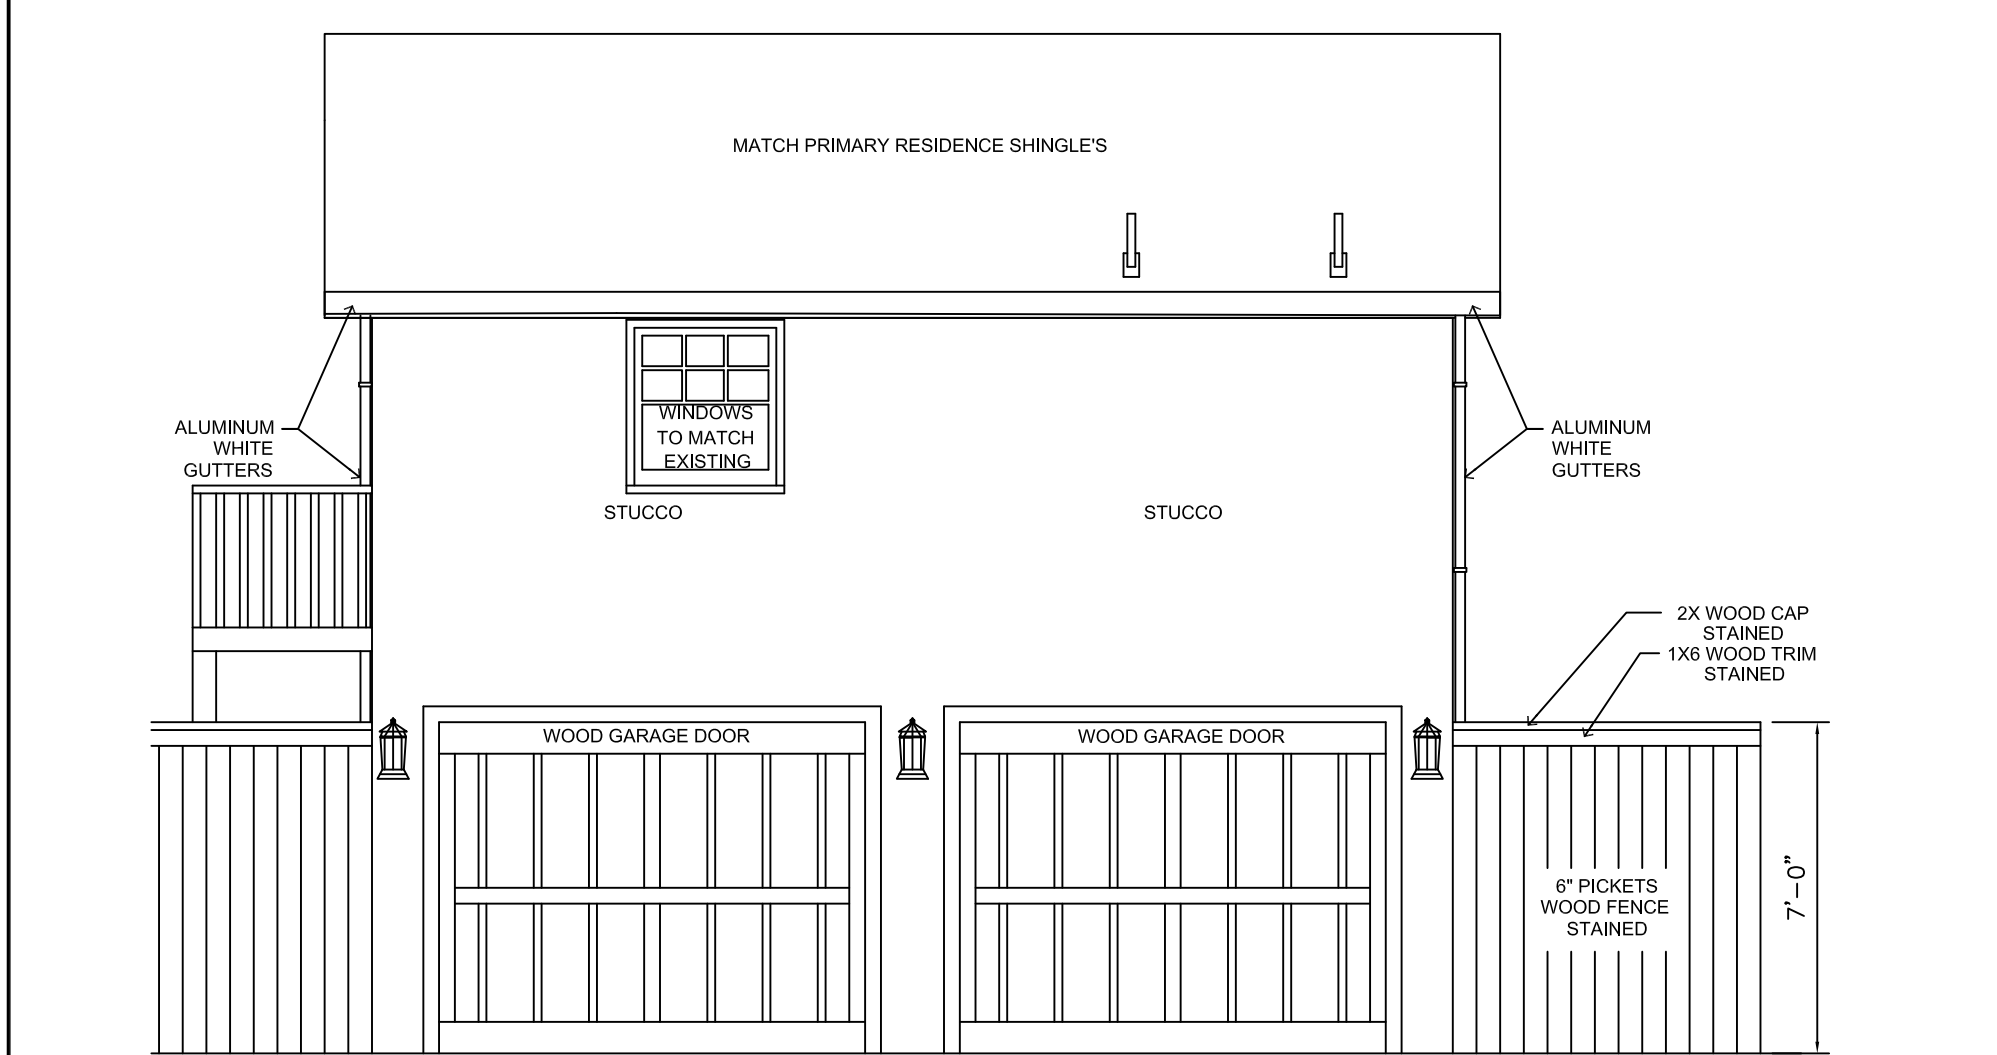 MATCH PRIMARY RESIDENCE SHINGLE'S
ALUMINUM
WHITE
GUTTERS
WINDOWS
TO MATCH
EXISTING
ALUMINUM
WHITE
GUTTERS
STUCCO
STUCCO
2X WOOD CAP
STAINED
1X6 WOOD TRIM
STAINED
WOOD GARAGE DOOR
WOOD GARAGE DOOR
6" PICKETS
WOOD FENCE
STAINED
7'-0"